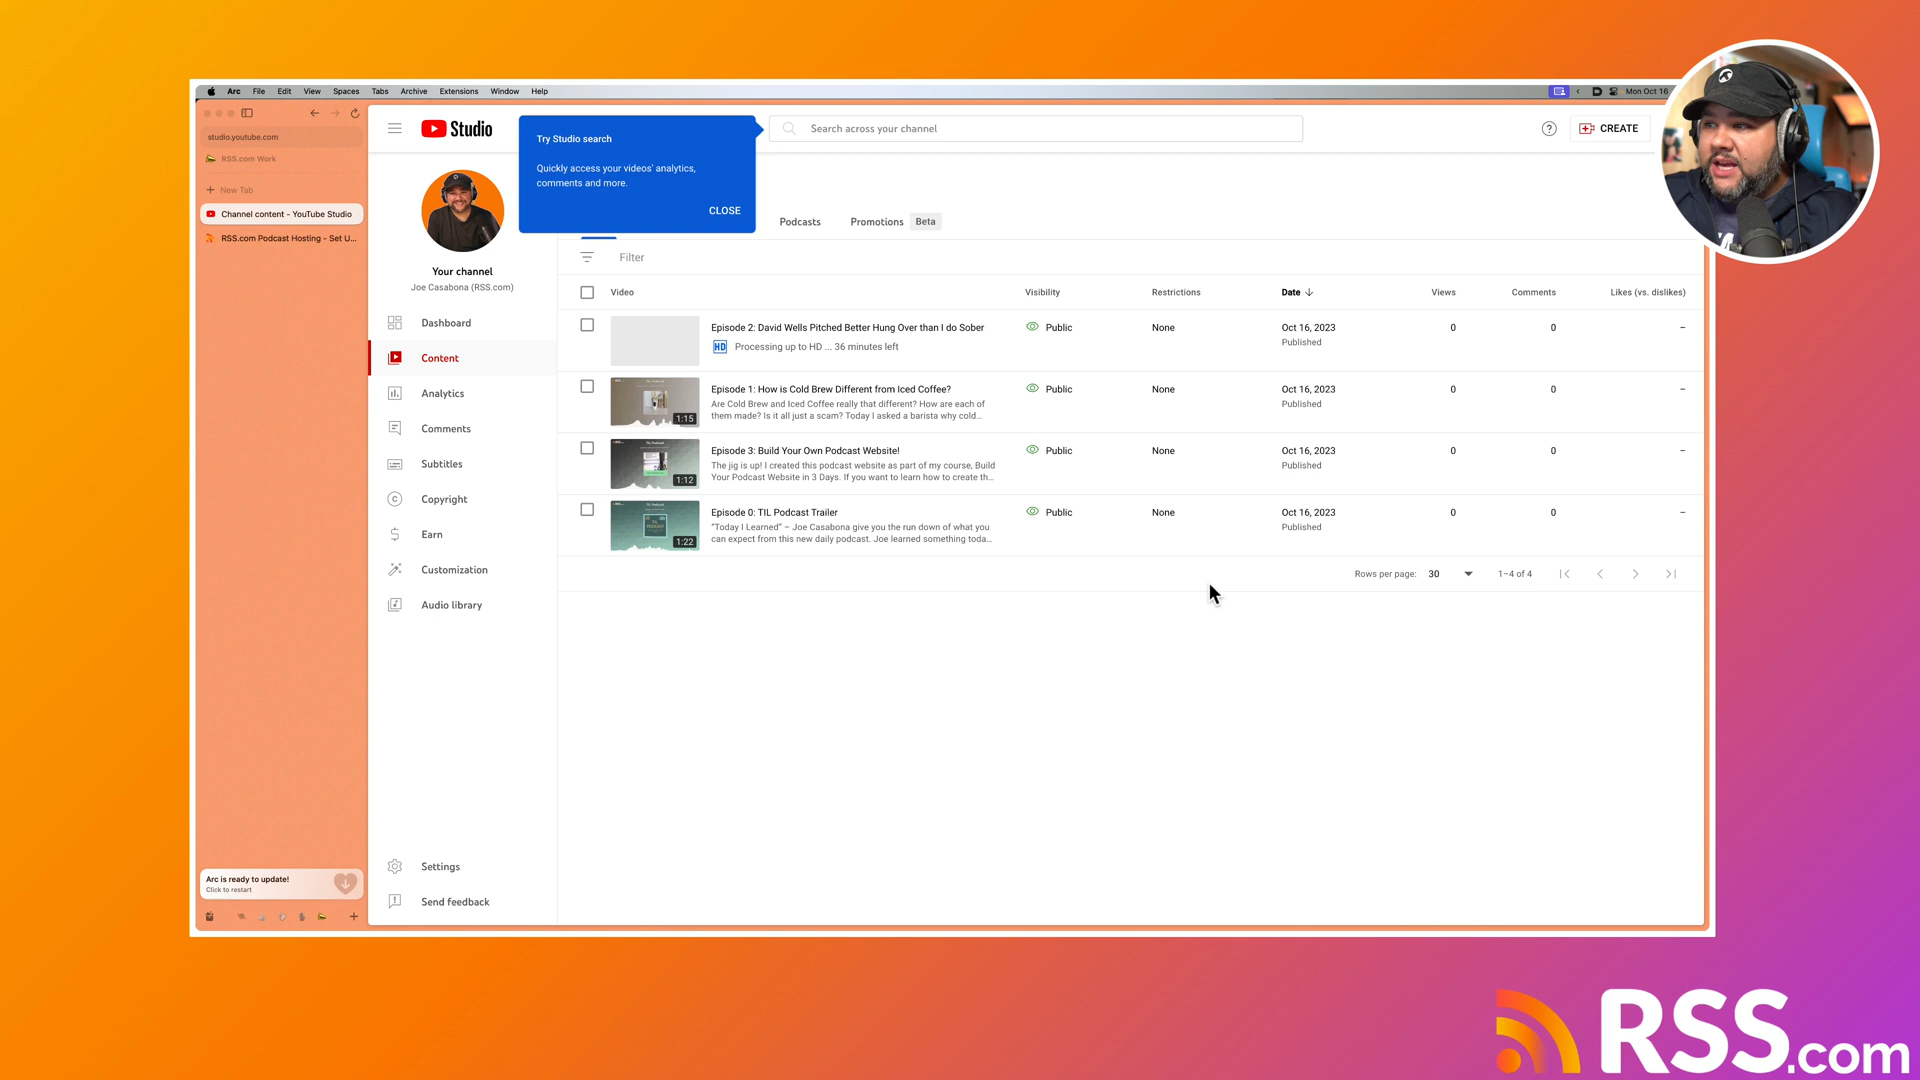 Arc File Edit View Spaces Tabs Archive Extensions Window Help
Mon Oct 16
studio.youtube.com
RSS.com Work
New Tab
Channel content - YouTube Studio
RSS.com Podcast Hosting - Set U...
Arc is ready to update!
Click to restart
Studio
Try Studio search
Quickly access your videos' analytics,
comments and more.
CLOSE
Search across your channel
CREATE
Your channel
Joe Casabona (RSS.com)
Dashboard
Content
Analytics
Comments
Subtitles
Copyright
Earn
Customization
Audio library
Settings
Send feedback
Podcasts Promotions Beta
Filter
Video Visibility Restrictions Date Views Comments Likes (vs. dislikes)
Episode 2: David Wells Pitched Better Hung Over than I do Sober Public None Oct 16, 2023 0 0 –
HD Processing up to HD ... 36 minutes left Published
Episode 1: How is Cold Brew Different from Iced Coffee? Public None Oct 16, 2023 0 0 –
Are Cold Brew and Iced Coffee really that different? How are each of Published
them made? Is it all just a scam? Today I asked a barista why cold...
1:15
Episode 3: Build Your Own Podcast Website! Public None Oct 16, 2023 0 0 –
The jig is up! I created this podcast website as part of my course, Build Published
Your Podcast Website in 3 Days. If you want to learn how to create th...
1:12
Episode 0: TIL Podcast Trailer Public None Oct 16, 2023 0 0 –
"Today I Learned" – Joe Casabona give you the run down of what you Published
can expect from this new daily podcast. Joe learned something toda...
1:22
Rows per page: 30 1–4 of 4
RSS.com